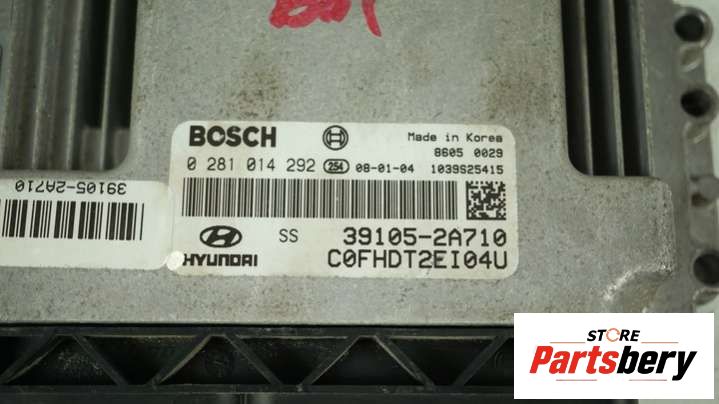 BOSCH
Made in Korea
8605 0029
0 281 014 292 254 08-01-04 1039S25415
39105-2A710
HYUNDAI SS 39105-2A710
C0FHDT2EI04U
STORE
Partsbery